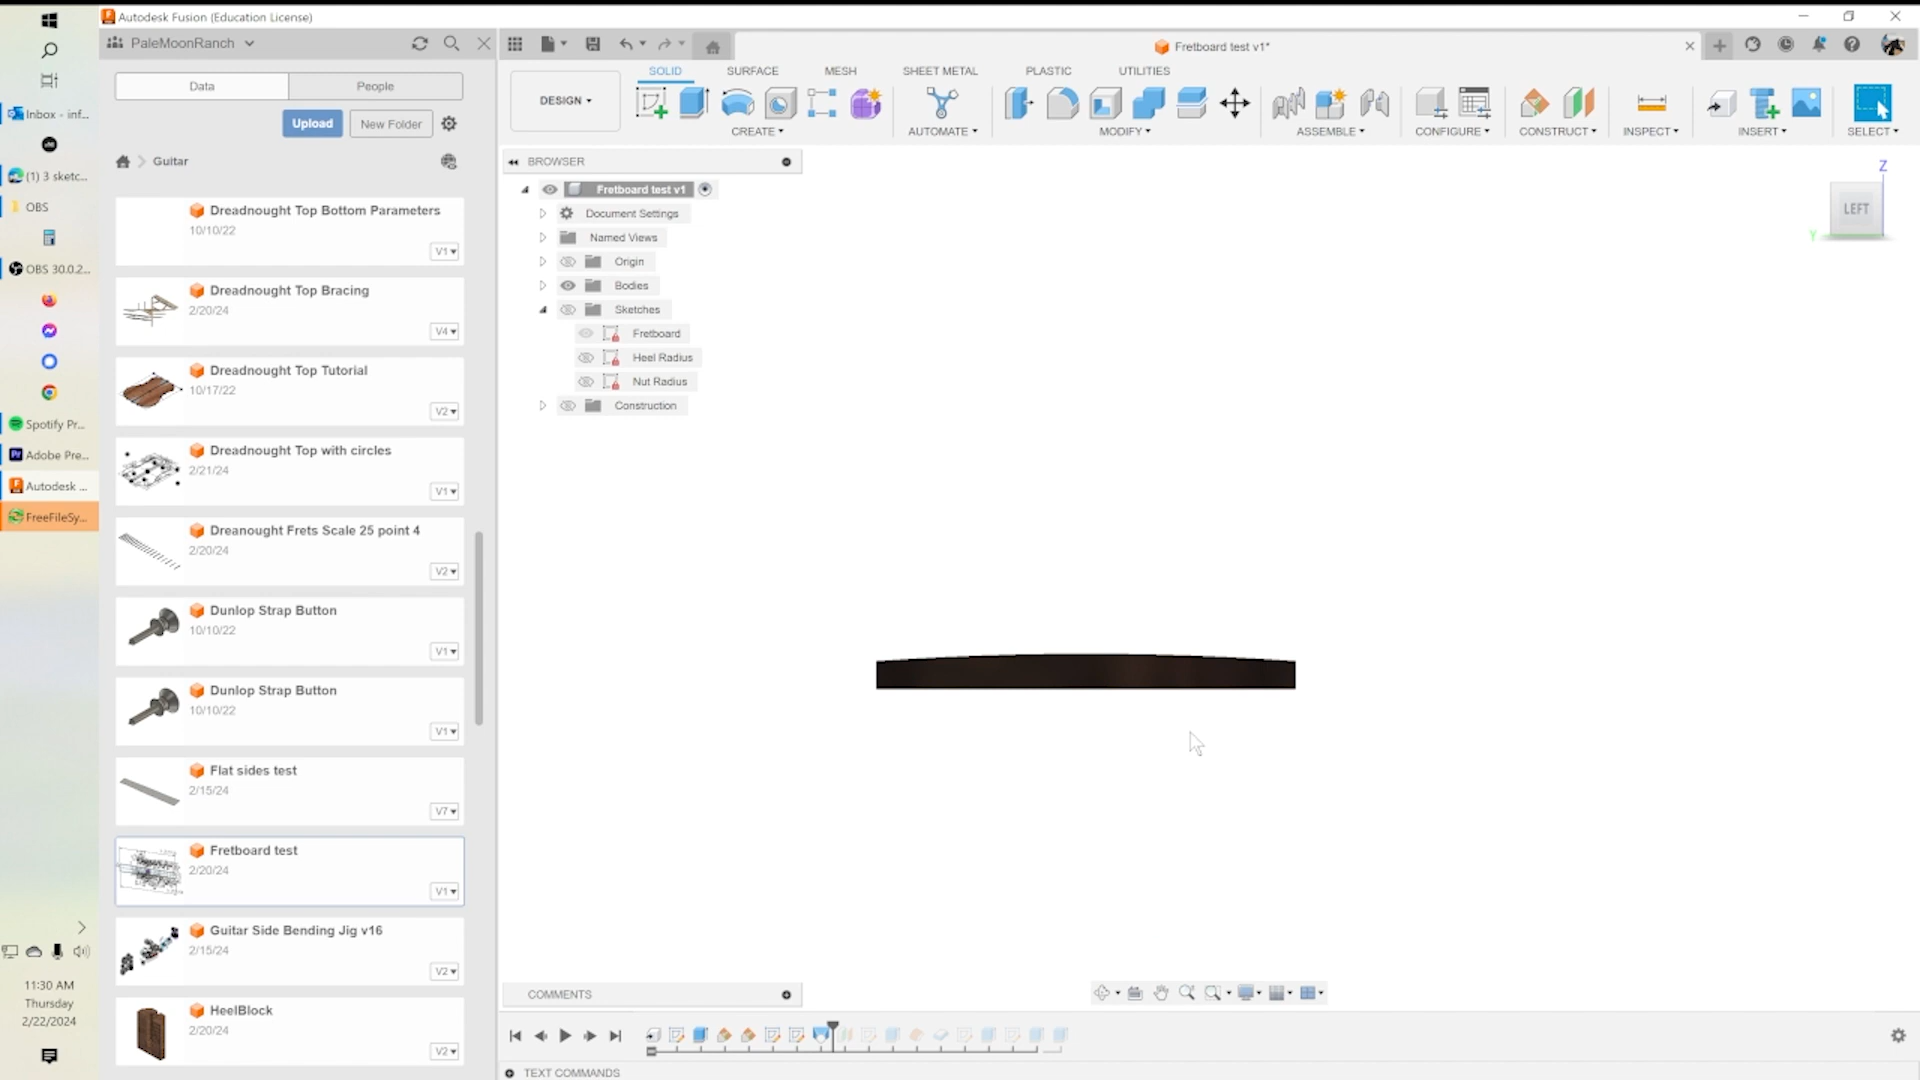 Autodesk Fusion (Education License)
PaleMoonRanch
Fretboard test v1*
Data
People
Upload
New Folder
Guitar
Dreadnought Top Bottom Parameters
10/10/22
V1
Dreadnought Top Bracing
2/20/24
V4
Dreadnought Top Tutorial
10/17/22
V2
Dreadnought Top with circles
2/21/24
V1
Dreanought Frets Scale 25 point 4
2/20/24
V2
Dunlop Strap Button
10/10/22
V1
Dunlop Strap Button
10/10/22
V1
Flat sides test
2/15/24
V7
Fretboard test
2/20/24
V1
Guitar Side Bending Jig v16
2/15/24
V2
HeelBlock
2/20/24
V2
Inbox - inf...
(1) 3 sketc...
OBS
OBS 30.0.2...
Spotify Pr...
Adobe Pre...
Autodesk ...
FreeFileSy...
11:30 AM
Thursday
2/22/2024
DESIGN
SOLID SURFACE MESH SHEET METAL PLASTIC UTILITIES
CREATE AUTOMATE MODIFY ASSEMBLE CONFIGURE CONSTRUCT INSPECT INSERT SELECT
BROWSER
Fretboard test v1
Document Settings
Named Views
Origin
Bodies
Sketches
Fretboard
Heel Radius
Nut Radius
Construction
Z
LEFT
Y
COMMENTS
TEXT COMMANDS